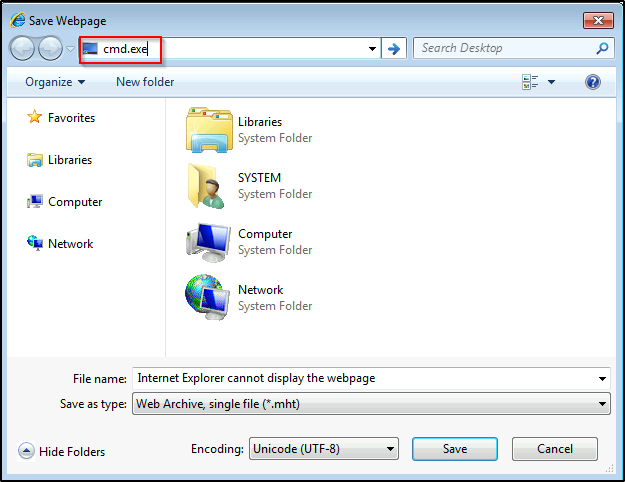 Save Webpage
cmd.exe
Search Desktop
Organize
New folder
Favorites
Libraries
Computer
Network
Libraries
System Folder
SYSTEM
System Folder
Computer
System Folder
Network
System Folder
File name: Internet Explorer cannot display the webpage
Save as type: Web Archive, single file (*.mht)
Hide Folders
Encoding: Unicode (UTF-8)
Save
Cancel